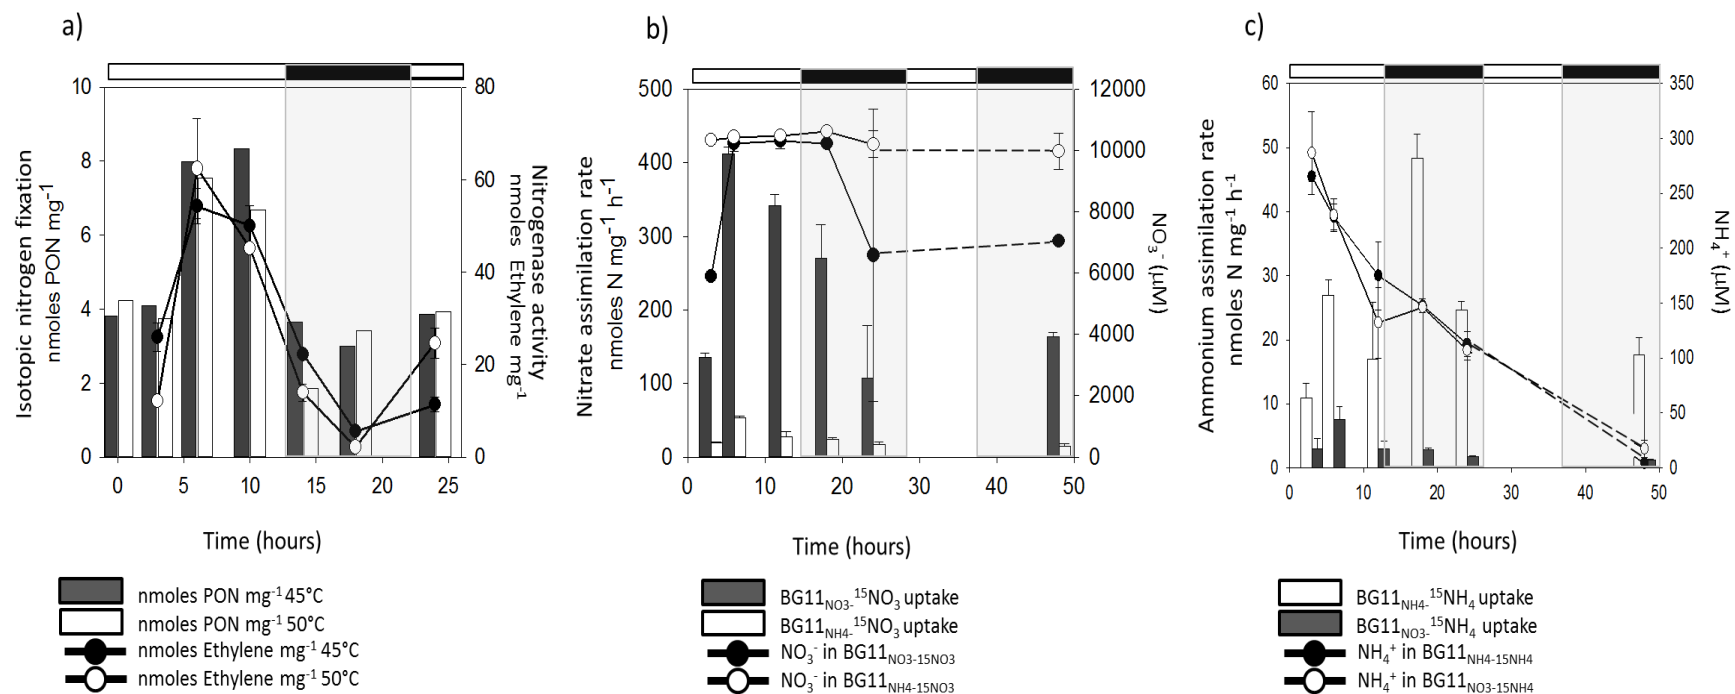 a)
10
8
6
4
2
0
Isotopic nitrogen fixation
nmoles PON mg⁻¹
80
60
40
20
0
Nitrogenase activity
nmoles Ethylene mg⁻¹
0 5 10 15 20 25
Time (hours)
nmoles PON mg⁻¹ 45°C
nmoles PON mg⁻¹ 50°C
nmoles Ethylene mg⁻¹ 45°C
nmoles Ethylene mg⁻¹ 50°C
b)
500
400
300
200
100
0
Nitrate assimilation rate
nmoles N mg⁻¹ h⁻¹
12000
10000
8000
6000
4000
2000
0
NO₃⁻ (µM)
0 10 20 30 40 50
Time (hours)
BG11NO3-¹⁵NO₃ uptake
BG11NH4-¹⁵NO₃ uptake
NO₃⁻ in BG11NO3-15NO3
NO₃⁻ in BG11NH4-15NO3
c)
60
50
40
30
20
10
0
Ammonium assimilation rate
nmoles N mg⁻¹ h⁻¹
350
300
250
200
150
100
50
0
NH₄⁺ (µM)
0 10 20 30 40 50
Time (hours)
BG11NH4-¹⁵NH₄ uptake
BG11NO3-¹⁵NH₄ uptake
NH₄⁺ in BG11NH4-15NH4
NH₄⁺ in BG11NO3-15NH4